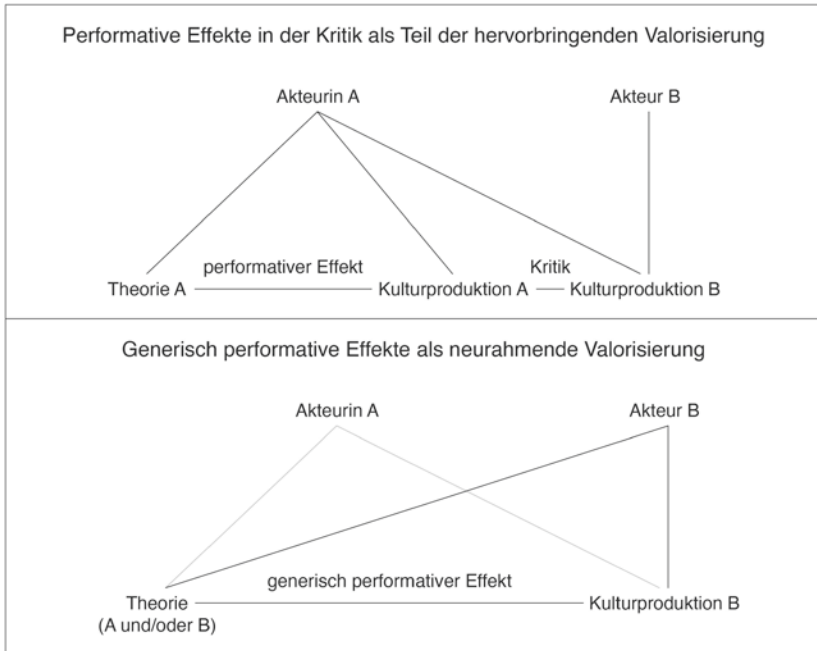 Performative Effekte in der Kritik als Teil der hervorbringenden Valorisierung
Akteurin A
Akteur B
performativer Effekt
Kritik
Theorie A
Kulturproduktion A
Kulturproduktion B
Generisch performative Effekte als neurahmende Valorisierung
Akteurin A
Akteur B
generisch performativer Effekt
Theorie
(A und/oder B)
Kulturproduktion B